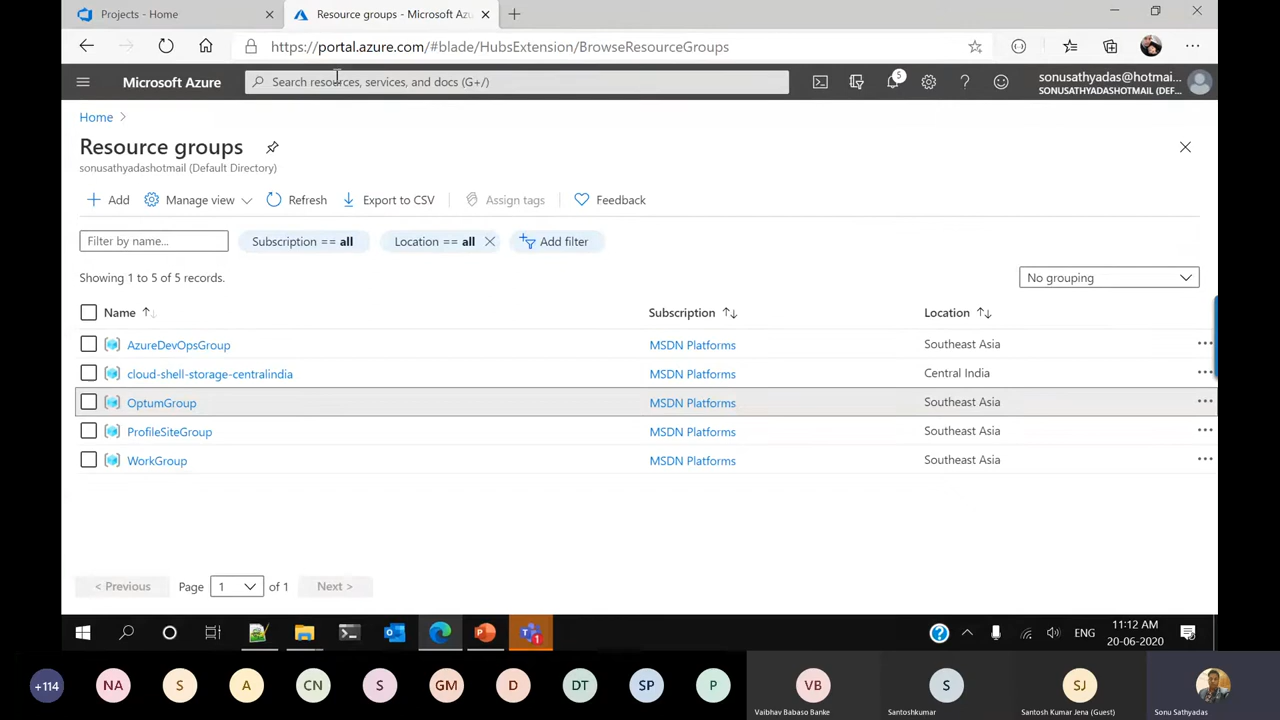 Projects - Home
Resource groups - Microsoft Azu
https://portal.azure.com/#blade/HubsExtension/BrowseResourceGroups
Microsoft Azure
Search resources, services, and docs (G+/)
5
sonusathyadas@hotmai...
SONUSATHYADASHOTMAIL (DEF...
Home
Resource groups
sonusathyadashotmail (Default Directory)
Add
Manage view
Refresh
Export to CSV
Assign tags
Feedback
Filter by name...
Subscription == all
Location == all
Add filter
Showing 1 to 5 of 5 records.
No grouping
Name
Subscription
Location
AzureDevOpsGroup
MSDN Platforms
Southeast Asia
cloud-shell-storage-centralindia
MSDN Platforms
Central India
OptumGroup
MSDN Platforms
Southeast Asia
ProfileSiteGroup
MSDN Platforms
Southeast Asia
WorkGroup
MSDN Platforms
Southeast Asia
< Previous
Page
1
of 1
Next >
ENG
11:12 AM
20-06-2020
+114
NA
S
A
CN
S
GM
D
DT
SP
P
VB
Vaibhav Babaso Banke
S
Santoshkumar
SJ
Santosh Kumar Jena (Guest)
Sonu Sathyadas